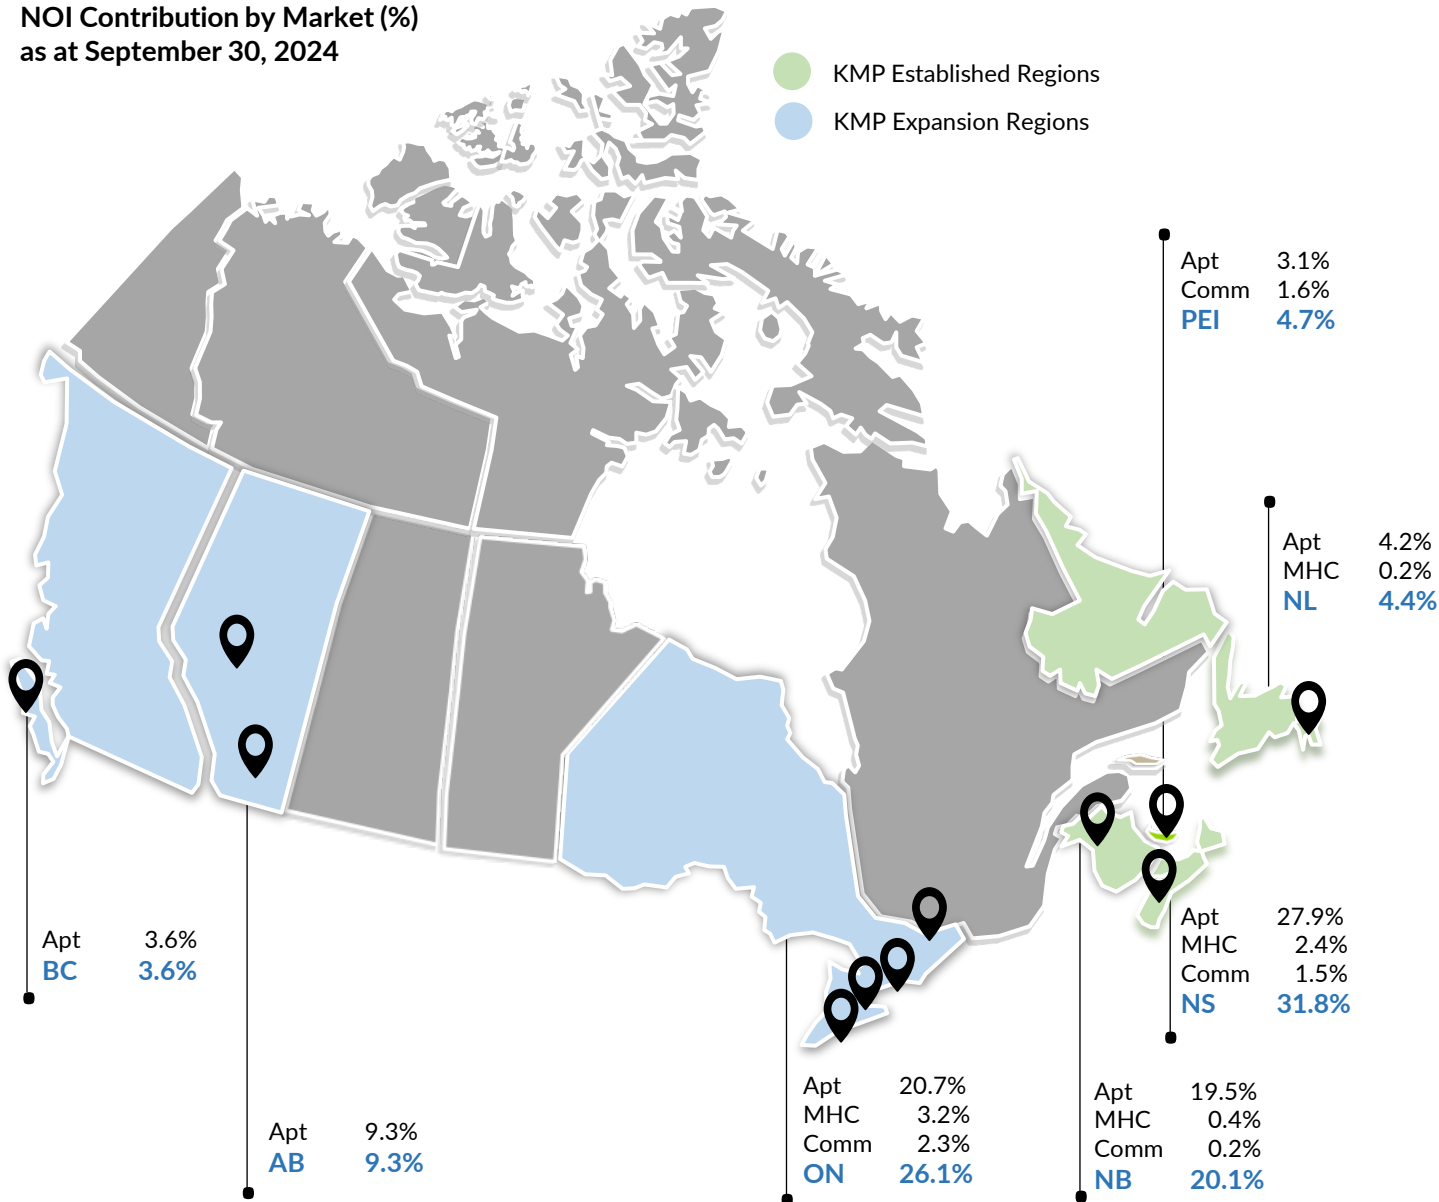 NOI Contribution by Market (%)
as at September 30, 2024
KMP Established Regions
KMP Expansion Regions
Apt 3.1%
Comm 1.6%
PEI 4.7%
Apt 4.2%
MHC 0.2%
NL 4.4%
Apt 3.6%
BC 3.6%
Apt 27.9%
MHC 2.4%
Comm 1.5%
NS 31.8%
Apt 9.3%
AB 9.3%
Apt 20.7%
MHC 3.2%
Comm 2.3%
ON 26.1%
Apt 19.5%
MHC 0.4%
Comm 0.2%
NB 20.1%